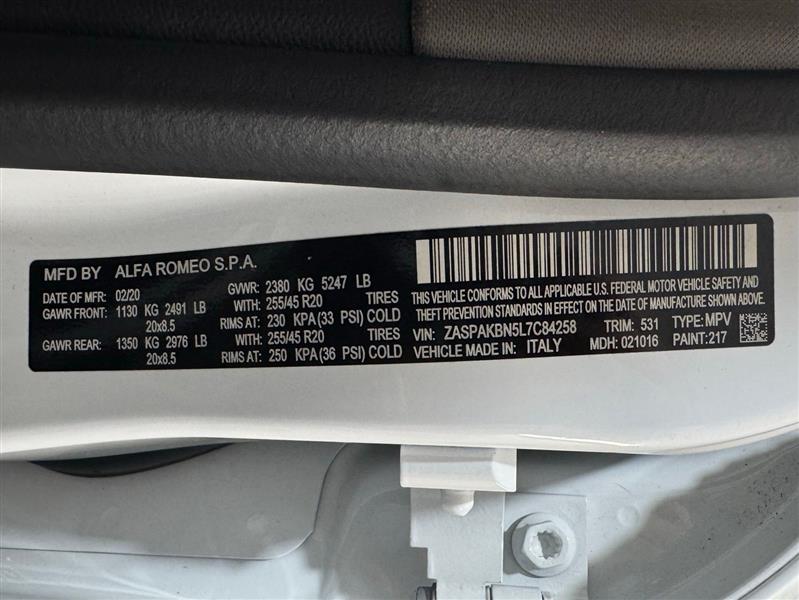 MFD BY ALFA ROMEO S.P.A.
DATE OF MFR: 02/20 GVWR: 2380 KG 5247 LB
GAWR FRONT: 1130 KG 2491 LB WITH: 255/45 R20 TIRES
20x8.5 RIMS AT: 230 KPA(33 PSI) COLD
GAWR REAR: 1350 KG 2976 LB WITH: 255/45 R20 TIRES
20x8.5 RIMS AT: 250 KPA(36 PSI) COLD
THIS VEHICLE CONFORMS TO ALL APPLICABLE U.S. FEDERAL MOTOR VEHICLE SAFETY AND
THEFT PREVENTION STANDARDS IN EFFECT ON THE DATE OF MANUFACTURE SHOWN ABOVE.
VIN: ZASPAKBN5L7C84258 TRIM: 531 TYPE: MPV
VEHICLE MADE IN: ITALY MDH: 021016 PAINT: 217